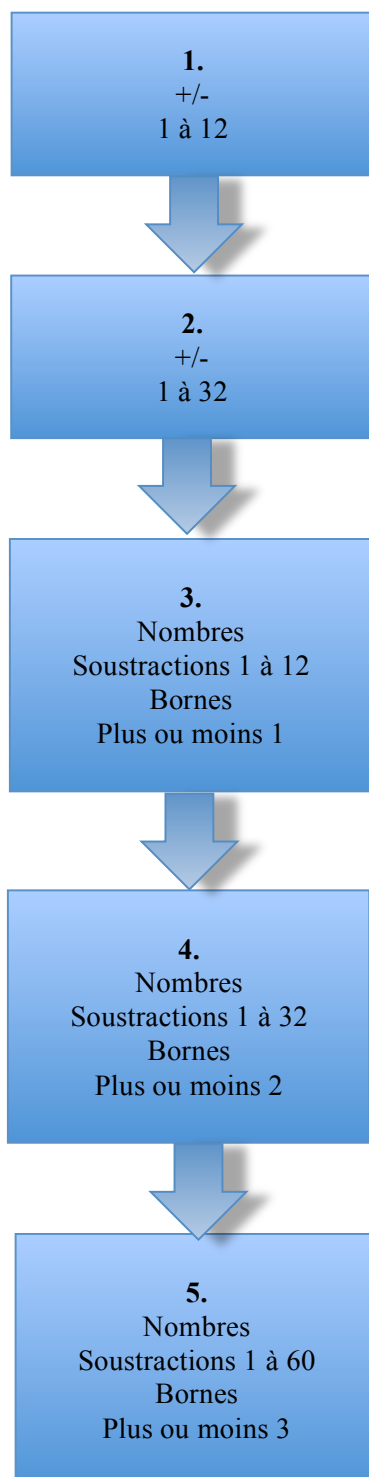 1.
+/-
1 à 12
2.
+/-
1 à 32
3.
Nombres
Soustractions 1 à 12
Bornes
Plus ou moins 1
4.
Nombres
Soustractions 1 à 32
Bornes
Plus ou moins 2
5.
Nombres
Soustractions 1 à 60
Bornes
Plus ou moins 3